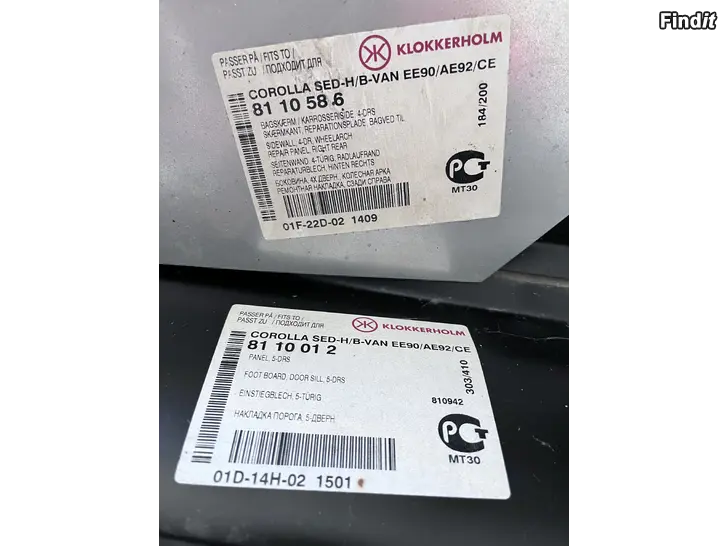 Findit
PASSER PÅ / FITS TO /
PASST ZU / ПОДХОДИТ ДЛЯ
KLOKKERHOLM
COROLLA SED-H/B-VAN EE90/AE92/CE
81 10 58 6
BAGSKÆRM / KARROSSERISIDE, 4-DRS
SKÆRMKANT, REPARATIONSPLADE, BAGVED TIL
SIDEWALL, 4-DR, WHEELARCH
REPAIR PANEL, RIGHT REAR
SEITENWAND, 4-TÜRIG, RADLAUFRAND
REPARATURBLECH, HINTEN RECHTS
БОКОВИНА, 4Х ДВЕРН., КОЛЕСНАЯ АРКА
РЕМОНТНАЯ НАКЛАДКА, СЗАДИ СПРАВА
184/200
МТ30
01F-22D-02 1409
PASSER PÅ / FITS TO /
PASST ZU / ПОДХОДИТ ДЛЯ
KLOKKERHOLM
COROLLA SED-H/B-VAN EE90/AE92/CE
81 10 01 2
PANEL, 5-DRS
FOOT BOARD, DOOR SILL, 5-DRS
EINSTIEGBLECH, 5-TÜRIG
НАКЛАДКА ПОРОГА, 5-ДВЕРН.
303/410
810942
МТ30
01D-14H-02 1501